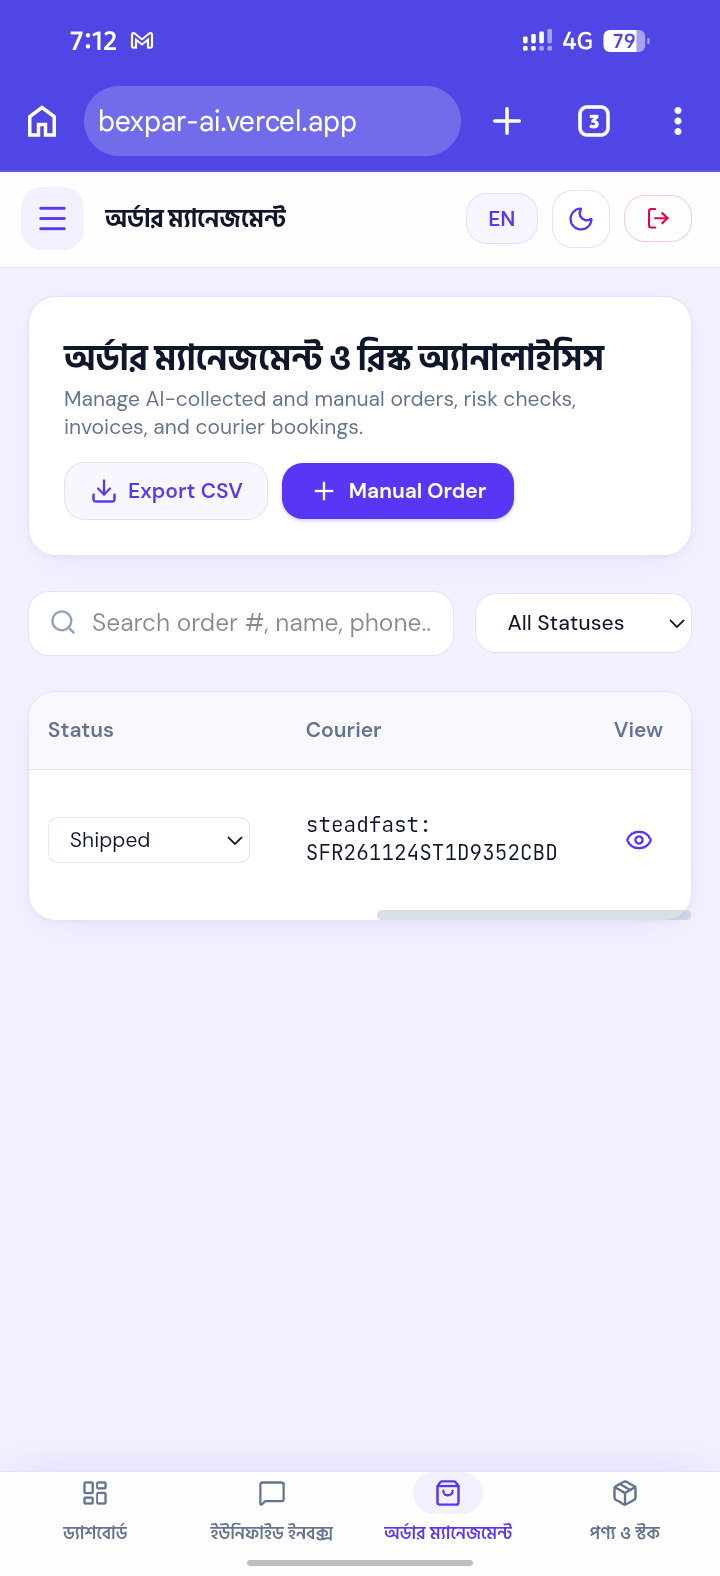 7:12
4G 79
bexpar-ai.vercel.app
3
অর্ডার ম্যানেজমেন্ট
EN
অর্ডার ম্যানেজমেন্ট ও রিস্ক অ্যানালাইসিস
Manage AI-collected and manual orders, risk checks,
invoices, and courier bookings.
Export CSV
Manual Order
Search order #, name, phone..
All Statuses
Status Courier View
Shipped
steadfast:
SFR261124ST1D9352CBD
ড্যাশবোর্ড
ইউনিফাইড ইনবক্স
অর্ডার ম্যানেজমেন্ট
পণ্য ও স্টক